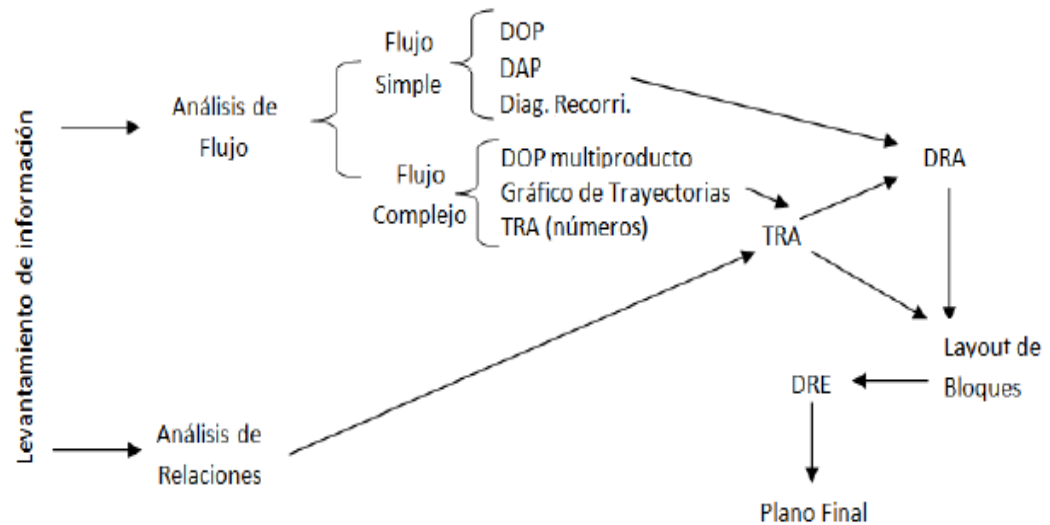 Levantamiento de información
Análisis de
Flujo
Flujo
Simple
DOP
DAP
Diag. Recorri.
Flujo
Complejo
DOP multiproducto
Gráfico de Trayectorias
TRA (números)
Análisis de
Relaciones
TRA
DRA
Layout de
Bloques
DRE
Plano Final